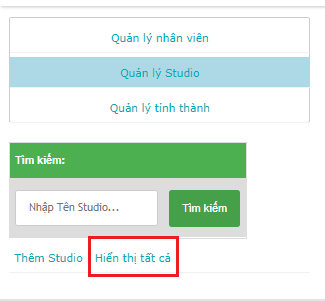 Quản lý nhân viên
Quản lý Studio
Quản lý tỉnh thành
Tìm kiếm:
Nhập Tên Studio... Tìm kiếm
Thêm Studio Hiển thị tất cả